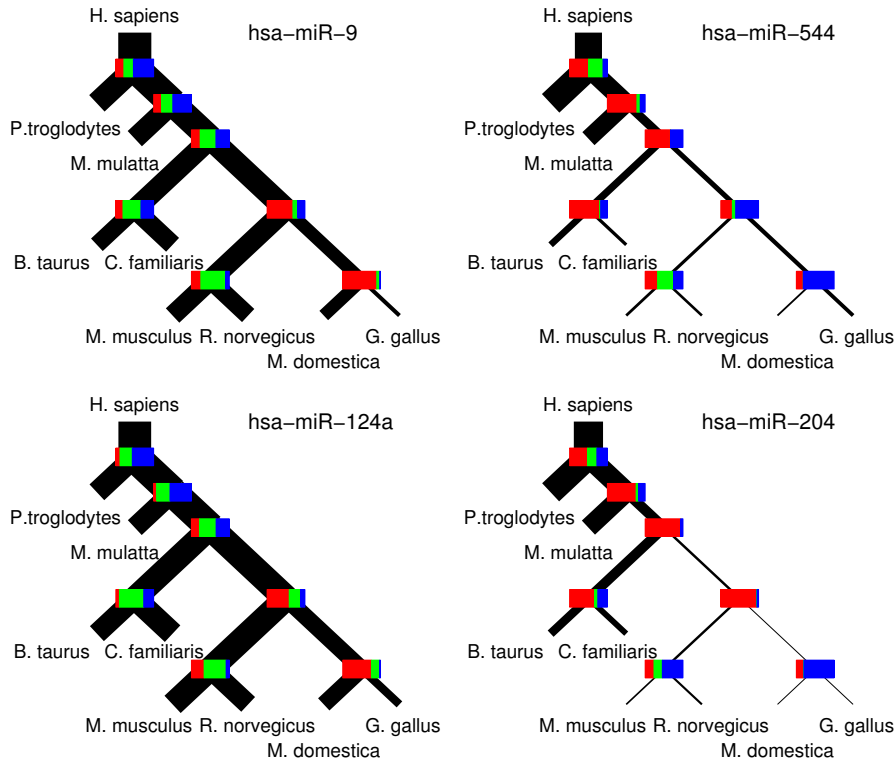 H. sapiens
hsa−miR−9
P.troglodytes
M. mulatta
B. taurus
C. familiaris
M. musculus
R. norvegicus
G. gallus
M. domestica
H. sapiens
hsa−miR−544
P.troglodytes
M. mulatta
B. taurus
C. familiaris
M. musculus
R. norvegicus
G. gallus
M. domestica
H. sapiens
hsa−miR−124a
P.troglodytes
M. mulatta
B. taurus
C. familiaris
M. musculus
R. norvegicus
G. gallus
M. domestica
H. sapiens
hsa−miR−204
P.troglodytes
M. mulatta
B. taurus
C. familiaris
M. musculus
R. norvegicus
G. gallus
M. domestica